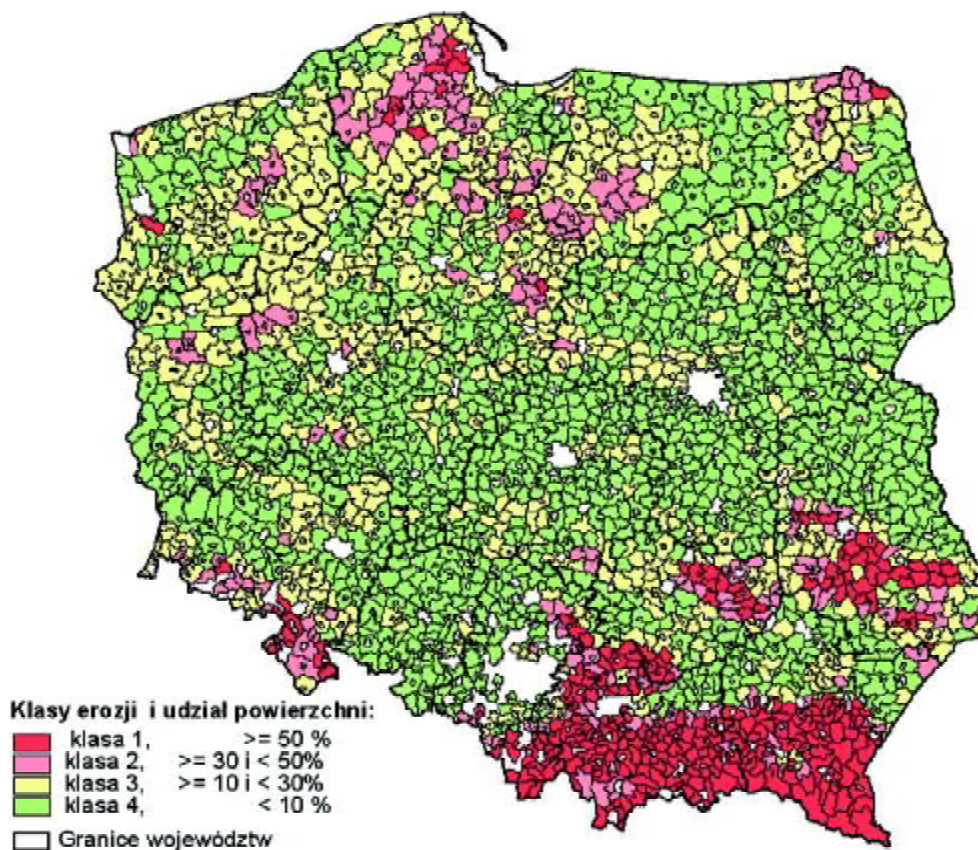 Klasy erozji i udział powierzchni:
klasa 1, >= 50 %
klasa 2, >= 30 i < 50%
klasa 3, >= 10 i < 30%
klasa 4, < 10 %
Granice województw